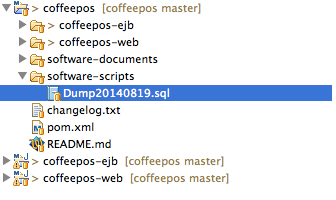 > coffeepos [coffeepos master]
> coffeepos-ejb
> coffeepos-web
software-documents
software-scripts
Dump20140819.sql
changelog.txt
pom.xml
README.md
> coffeepos-ejb [coffeepos master]
> coffeepos-web [coffeepos master]